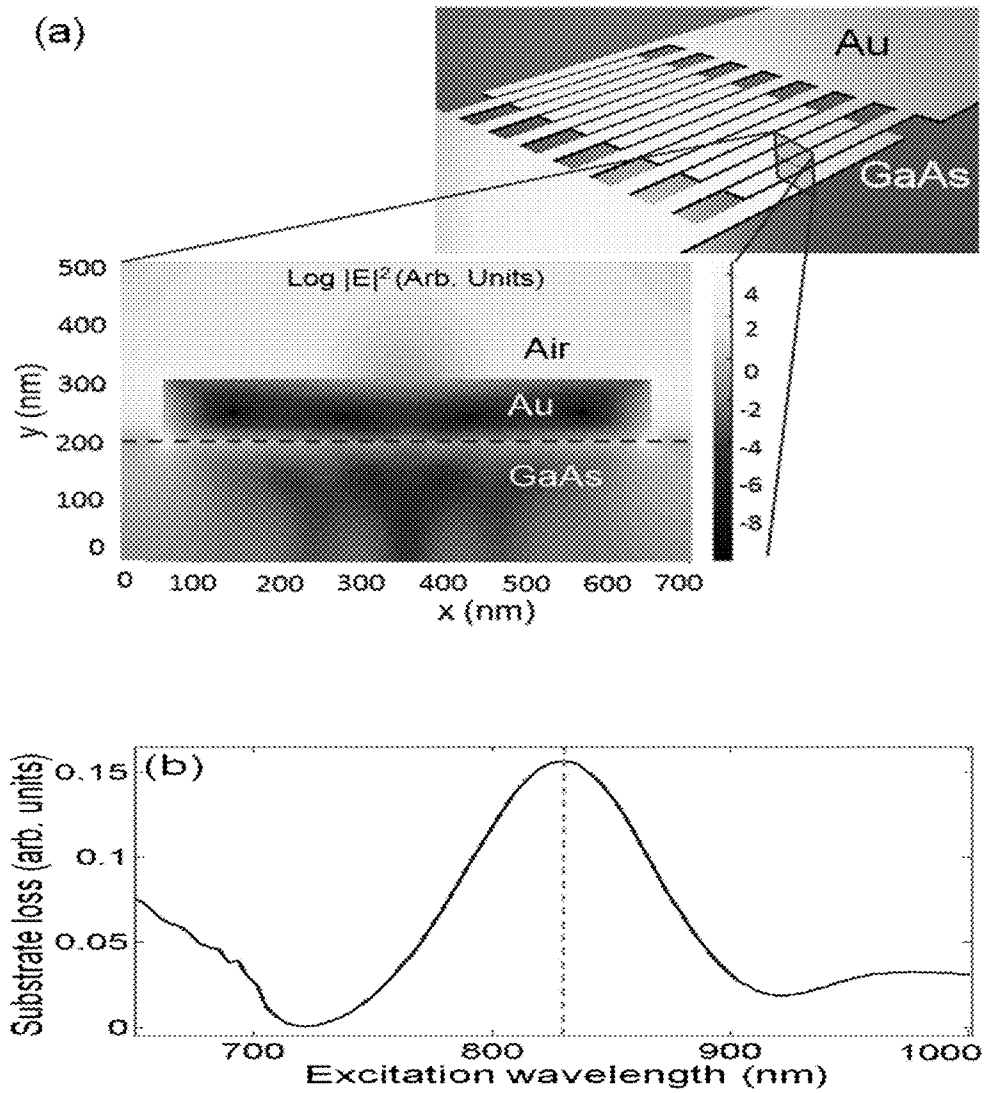 (a)
Au
GaAs
Log |E|² (Arb. Units)
Air
Au
GaAs
y (nm)
500
400
300
200
100
0
0 100 200 300 400 500 600 700
x (nm)
4
2
0
-2
-4
-6
-8
(b)
Substrate loss (arb. units)
0.15
0.1
0.05
0
700 800 900 1000
Excitation wavelength (nm)